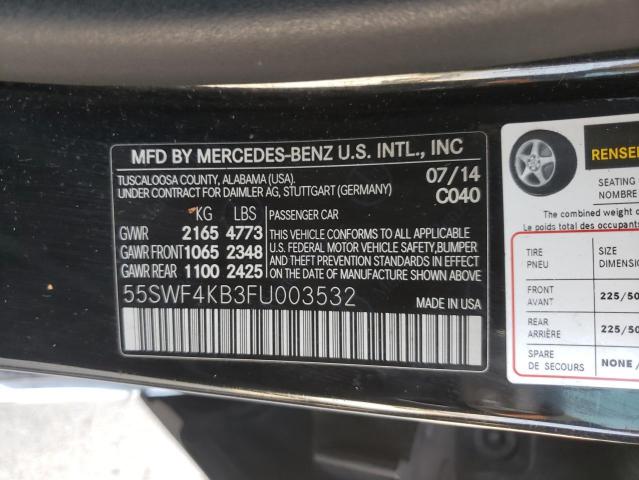 MFD BY MERCEDES-BENZ U.S. INTL., INC
TUSCALOOSA COUNTY, ALABAMA (USA). 07/14
UNDER CONTRACT FOR DAIMLER AG, STUTTGART (GERMANY) C040
KG LBS PASSENGER CAR
GVWR 2165 4773 THIS VEHICLE CONFORMS TO ALL APPLICABLE
GAWR FRONT 1065 2348 U.S. FEDERAL MOTOR VEHICLE SAFETY,BUMPER
GAWR REAR 1100 2425 AND THEFT PREVENTION STANDARDS IN EFFECT
ON THE DATE OF MANUFACTURE SHOWN ABOVE.
55SWF4KB3FU003532 MADE IN USA
SEATING
NOMBRE
The combined weight of
Le poids total des
TIRE SIZE
PNEU
FRONT 225/50
AVANT
REAR 225/50
ARRIÈRE
SPARE NONE /
DE SECOURS